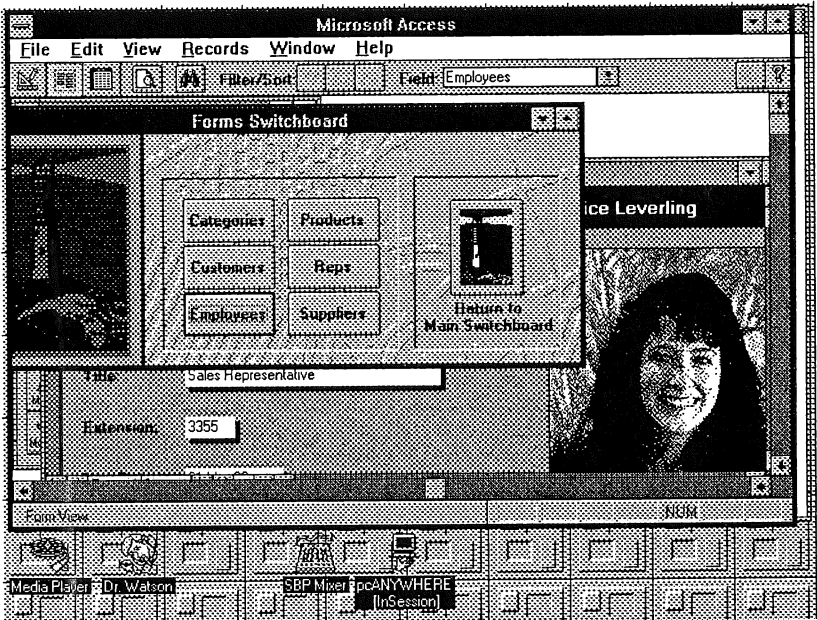 Microsoft Access
File Edit View Records Window Help
Filter/Sort: Field: Employees
Forms Switchboard
nce Leverling
Categories Products
Customers Reps
Employees Suppliers
Return to
Main Switchboard
Title: Sales Representative
Extension: 3355
Form View NUM
Media Player Dr. Watson SBP Mixer pcANYWHERE
[InSession]